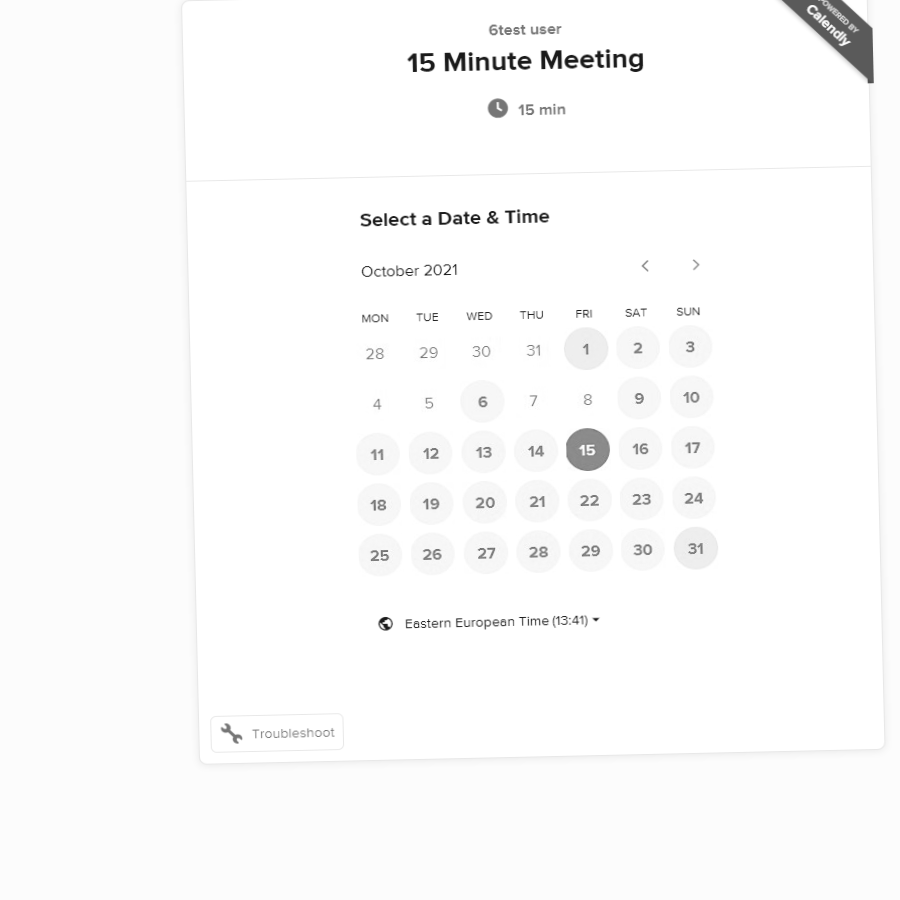 POWERED BY
Calendly
6test user
15 Minute Meeting
15 min
Select a Date & Time
October 2021
MON TUE WED THU FRI SAT SUN
28 29 30 31 1 2 3
4 5 6 7 8 9 10
11 12 13 14 15 16 17
18 19 20 21 22 23 24
25 26 27 28 29 30 31
Eastern European Time (13:41)
Troubleshoot